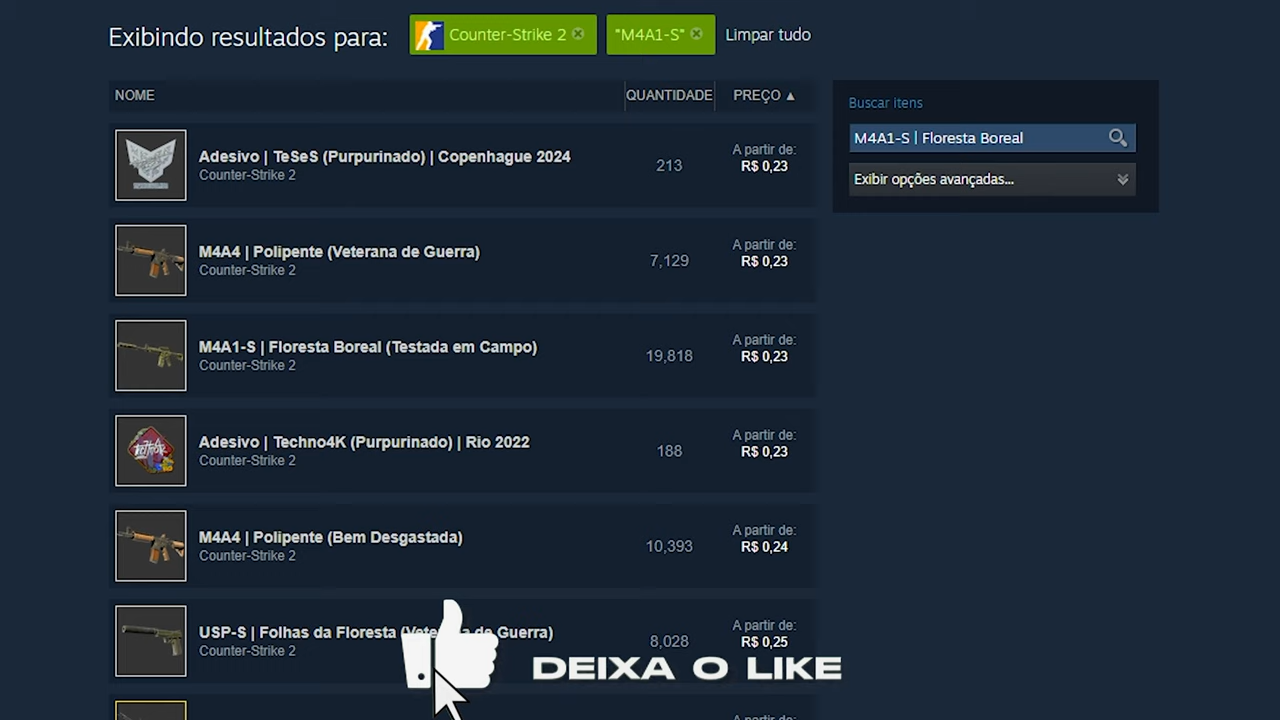 Exibindo resultados para:
Counter-Strike 2
"M4A1-S"
Limpar tudo
NOME
QUANTIDADE
PREÇO ▲
Buscar itens
M4A1-S | Floresta Boreal
Exibir opções avançadas...
Adesivo | TeSeS (Purpurinado) | Copenhague 2024
Counter-Strike 2
213
A partir de:
R$ 0,23
M4A4 | Polipente (Veterana de Guerra)
Counter-Strike 2
7,129
A partir de:
R$ 0,23
M4A1-S | Floresta Boreal (Testada em Campo)
Counter-Strike 2
19,818
A partir de:
R$ 0,23
Adesivo | Techno4K (Purpurinado) | Rio 2022
Counter-Strike 2
188
A partir de:
R$ 0,23
M4A4 | Polipente (Bem Desgastada)
Counter-Strike 2
10,393
A partir de:
R$ 0,24
USP-S | Folhas da Floresta (Veterana de Guerra)
Counter-Strike 2
8,028
A partir de:
R$ 0,25
DEIXA O LIKE
A partir de: